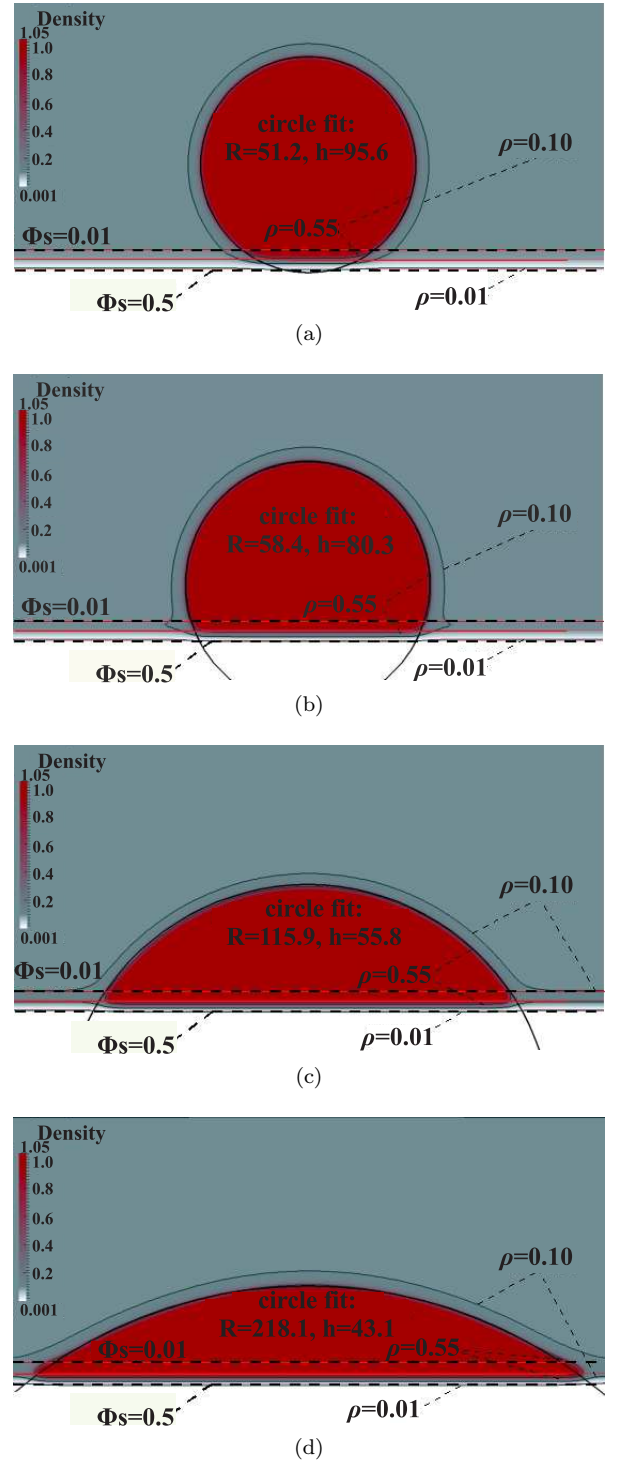 Density
1.05
1.0
0.8
0.6
0.4
0.2
0.001
circle fit:
R=51.2, h=95.6
ρ=0.10
ρ=0.55
Φs=0.01
Φs=0.5
ρ=0.01
(a)
Density
1.05
1.0
0.8
0.6
0.4
0.2
0.001
circle fit:
R=58.4, h=80.3
ρ=0.10
ρ=0.55
Φs=0.01
Φs=0.5
ρ=0.01
(b)
Density
1.05
1.0
0.8
0.6
0.4
0.2
0.001
circle fit:
R=115.9, h=55.8
ρ=0.10
Φs=0.01
ρ=0.55
Φs=0.5
ρ=0.01
(c)
Density
1.05
1.0
0.8
0.6
0.4
0.2
0.001
ρ=0.10
circle fit:
R=218.1, h=43.1
Φs=0.01
ρ=0.55
Φs=0.5
ρ=0.01
(d)